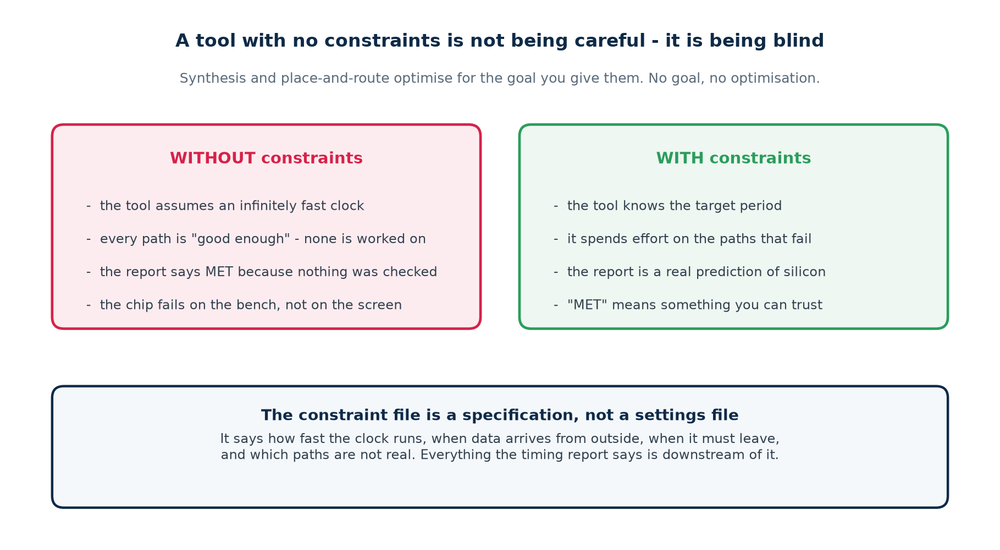 A tool with no constraints is not being careful - it is being blind
Synthesis and place-and-route optimise for the goal you give them. No goal, no optimisation.
WITHOUT constraints
- the tool assumes an infinitely fast clock
- every path is "good enough" - none is worked on
- the report says MET because nothing was checked
- the chip fails on the bench, not on the screen
WITH constraints
- the tool knows the target period
- it spends effort on the paths that fail
- the report is a real prediction of silicon
- "MET" means something you can trust
The constraint file is a specification, not a settings file
It says how fast the clock runs, when data arrives from outside, when it must leave,
and which paths are not real. Everything the timing report says is downstream of it.